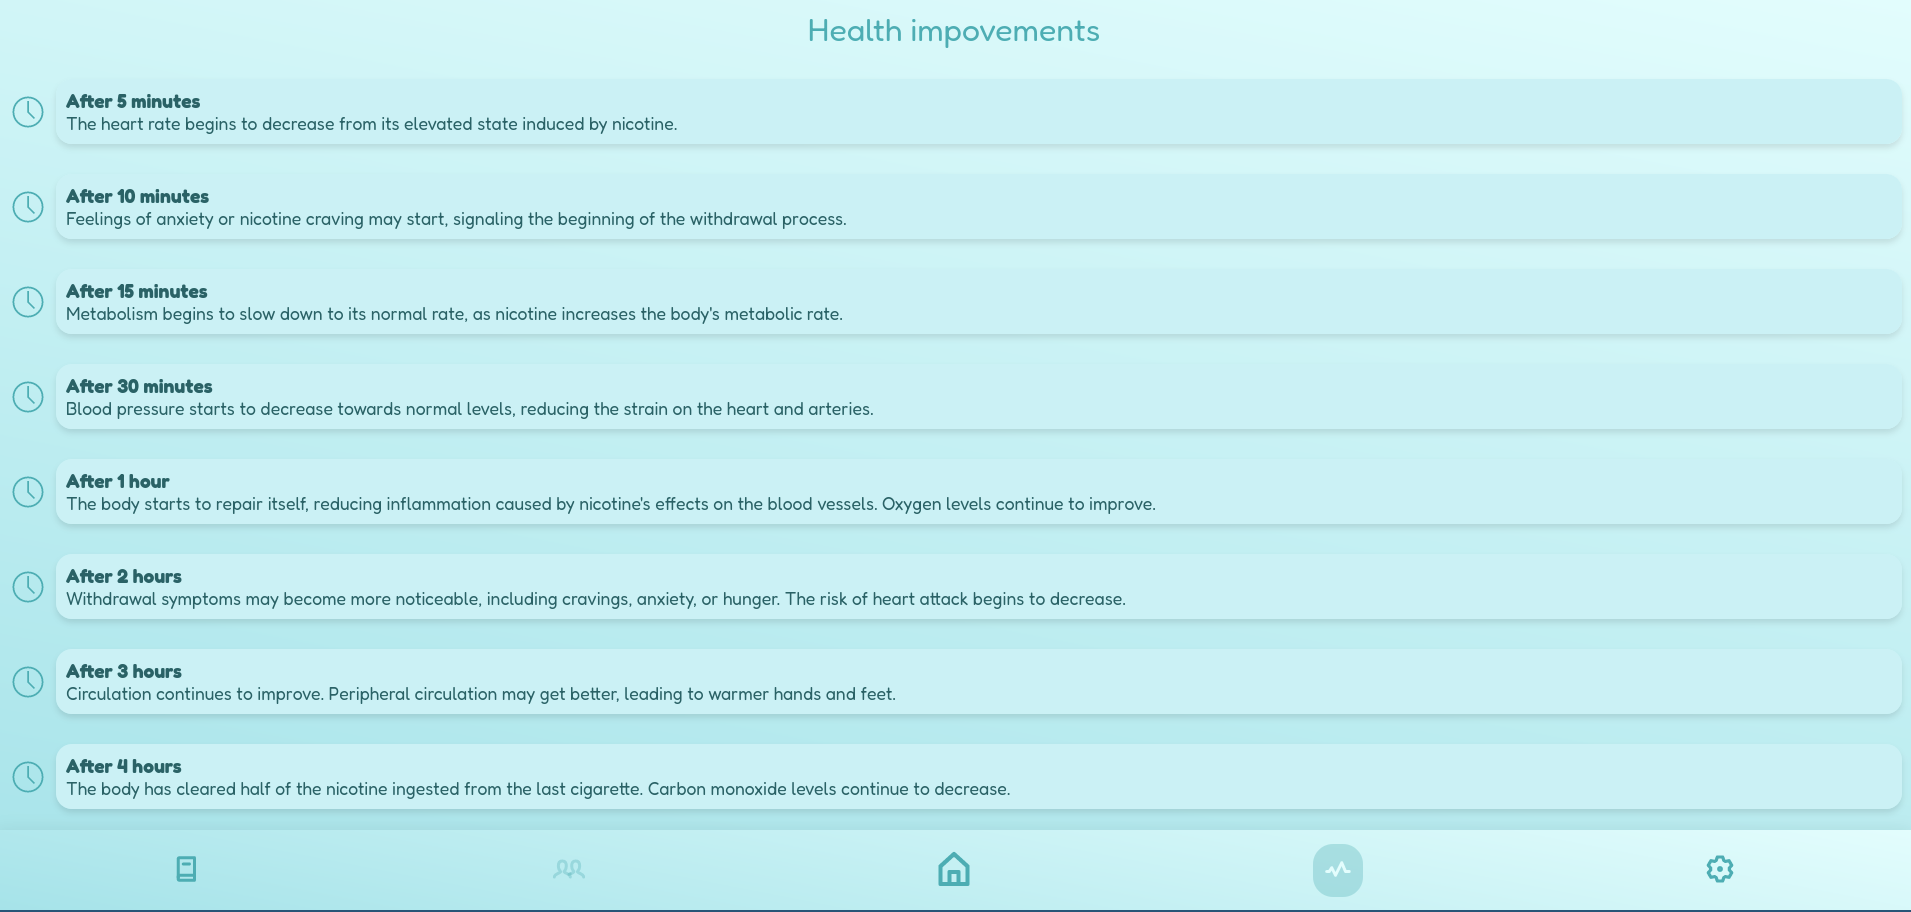 Health impovements
After 5 minutes
The heart rate begins to decrease from its elevated state induced by nicotine.
After 10 minutes
Feelings of anxiety or nicotine craving may start, signaling the beginning of the withdrawal process.
After 15 minutes
Metabolism begins to slow down to its normal rate, as nicotine increases the body's metabolic rate.
After 30 minutes
Blood pressure starts to decrease towards normal levels, reducing the strain on the heart and arteries.
After 1 hour
The body starts to repair itself, reducing inflammation caused by nicotine's effects on the blood vessels. Oxygen levels continue to improve.
After 2 hours
Withdrawal symptoms may become more noticeable, including cravings, anxiety, or hunger. The risk of heart attack begins to decrease.
After 3 hours
Circulation continues to improve. Peripheral circulation may get better, leading to warmer hands and feet.
After 4 hours
The body has cleared half of the nicotine ingested from the last cigarette. Carbon monoxide levels continue to decrease.